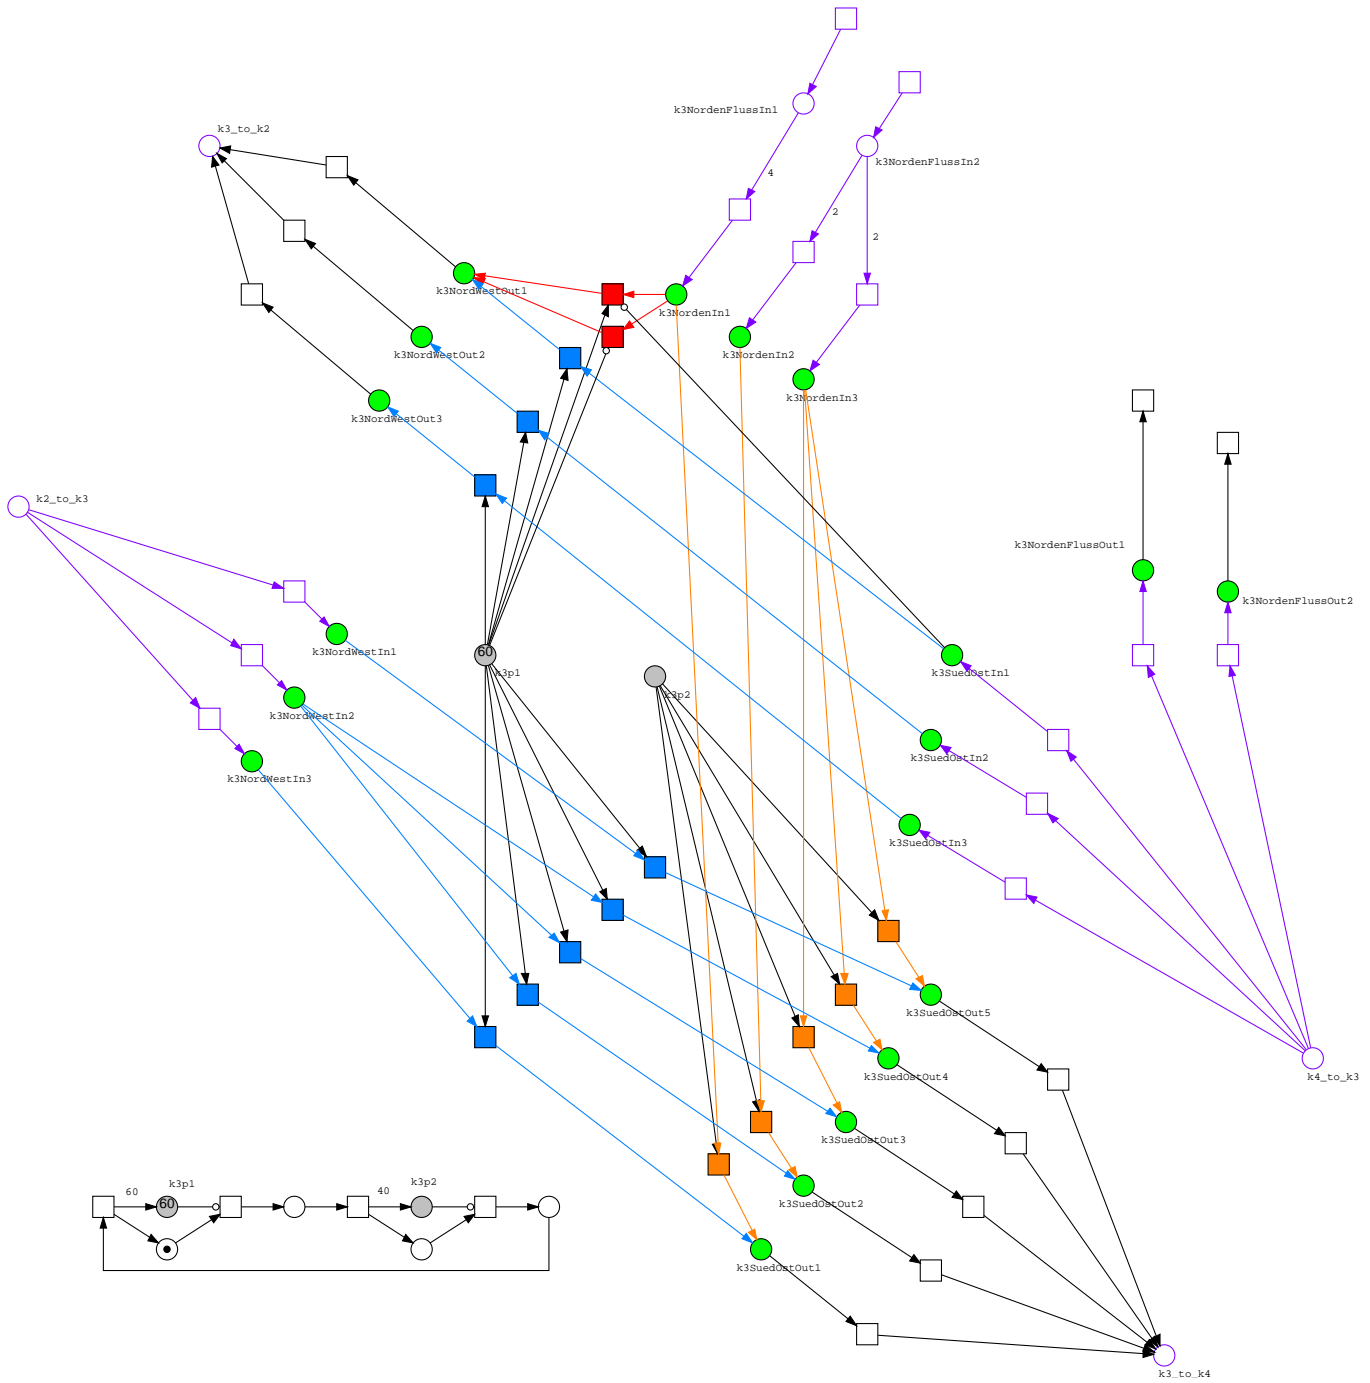 k3NordenFlussIn1
k3_to_k2
k3NordenFlussIn2
4
2
2
k3NordWestOut1
k3NordenIn1
k3NordWestOut2
k3NordenIn2
k3NordWestOut3
k3NordenIn3
k2_to_k3
k3NordenFlussOut1
k3NordenFlussOut2
k3NordWestIn1
60
k3p1
k3SuedOstIn1
k3p2
k3NordWestIn2
k3SuedOstIn2
k3NordWestIn3
k3SuedOstIn3
k3SuedOstOut5
k3SuedOstOut4
k4_to_k3
k3SuedOstOut3
k3p1
k3p2
60
40
60
k3SuedOstOut2
k3SuedOstOut1
k3_to_k4